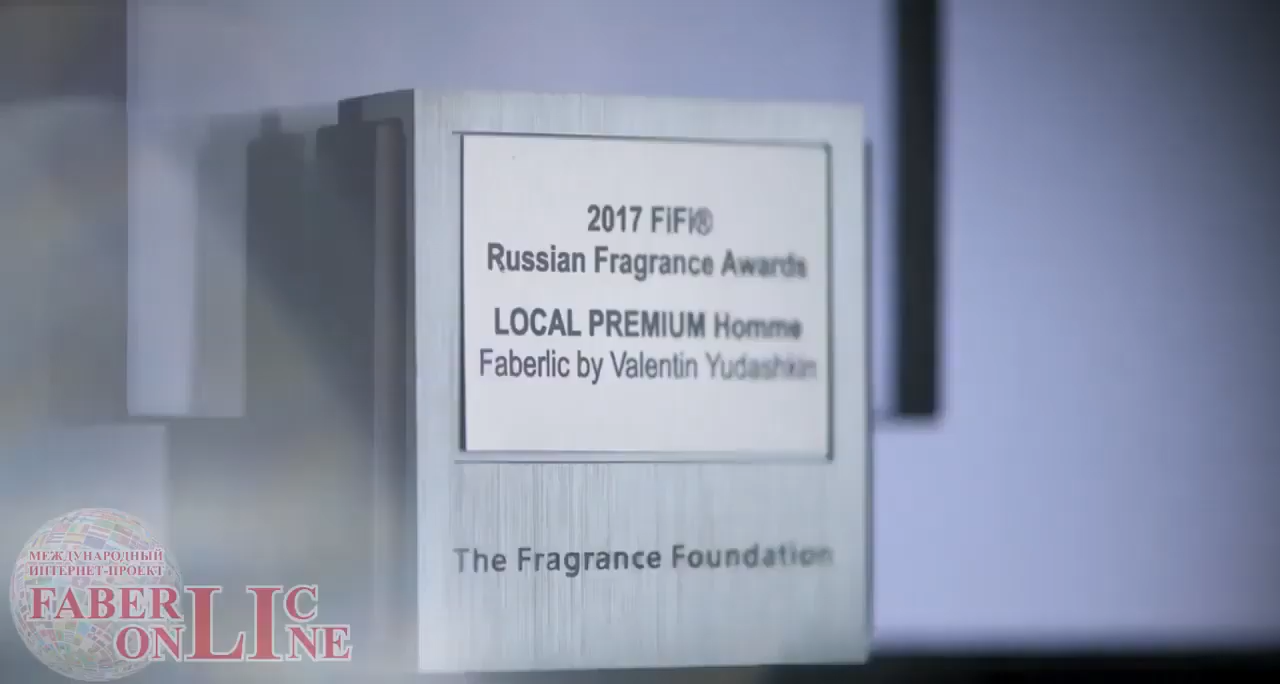 2017 FiFi®
Russian Fragrance Awards
LOCAL PREMIUM Homme
Faberlic by Valentin Yudashkin
The Fragrance Foundation
МЕЖДУНАРОДНЫЙ
ИНТЕРНЕТ-ПРОЕКТ
FABERLIC
ONLINE